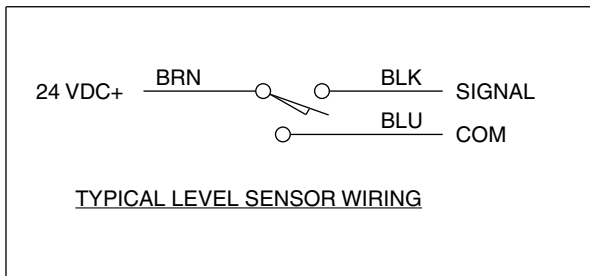 24 VDC+ BRN BLK SIGNAL
BLU COM
TYPICAL LEVEL SENSOR WIRING